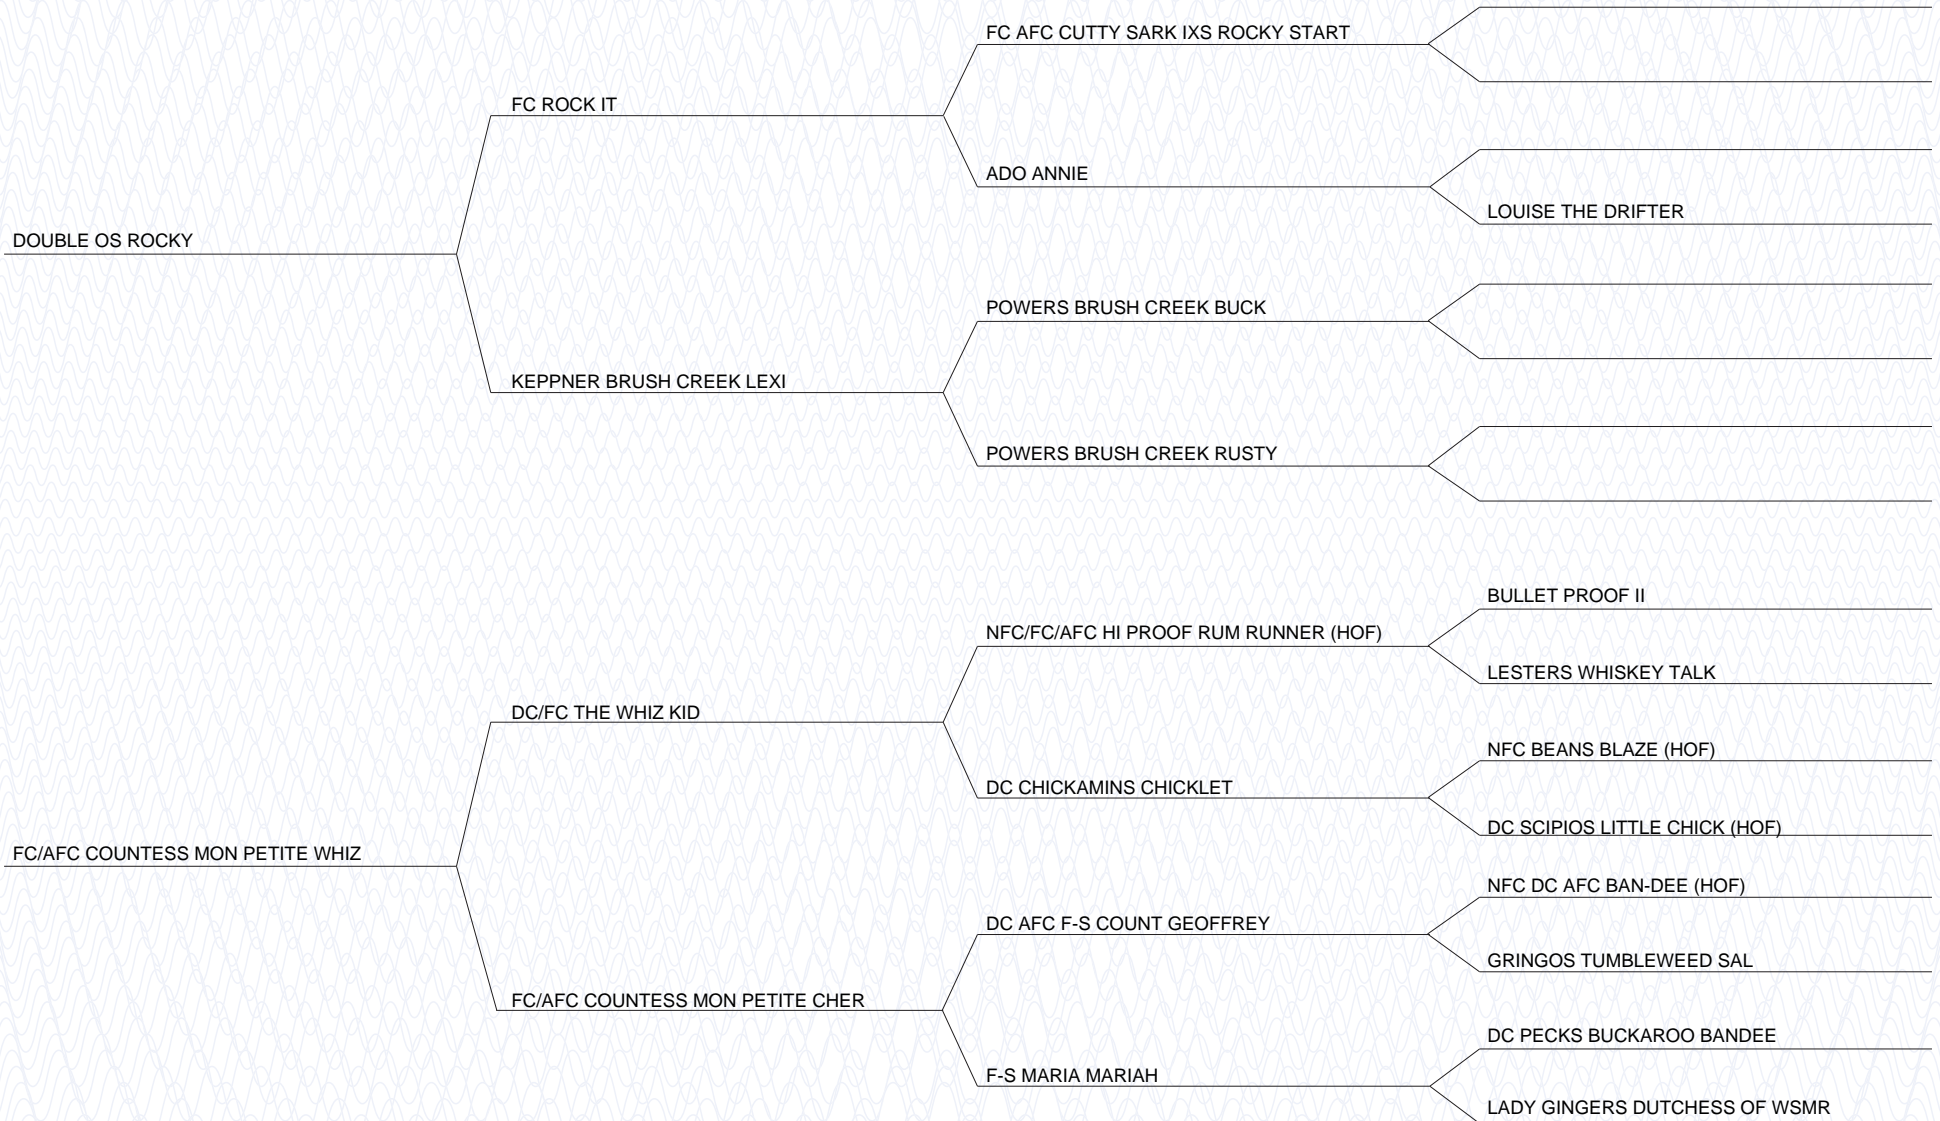 FC AFC CUTTY SARK IXS ROCKY START
FC ROCK IT
ADO ANNIE
LOUISE THE DRIFTER
DOUBLE OS ROCKY
POWERS BRUSH CREEK BUCK
KEPPNER BRUSH CREEK LEXI
POWERS BRUSH CREEK RUSTY
BULLET PROOF II
NFC/FC/AFC HI PROOF RUM RUNNER (HOF)
LESTERS WHISKEY TALK
DC/FC THE WHIZ KID
NFC BEANS BLAZE (HOF)
DC CHICKAMINS CHICKLET
DC SCIPIOS LITTLE CHICK (HOF)
FC/AFC COUNTESS MON PETITE WHIZ
NFC DC AFC BAN-DEE (HOF)
DC AFC F-S COUNT GEOFFREY
GRINGOS TUMBLEWEED SAL
FC/AFC COUNTESS MON PETITE CHER
DC PECKS BUCKAROO BANDEE
F-S MARIA MARIAH
LADY GINGERS DUTCHESS OF WSMR